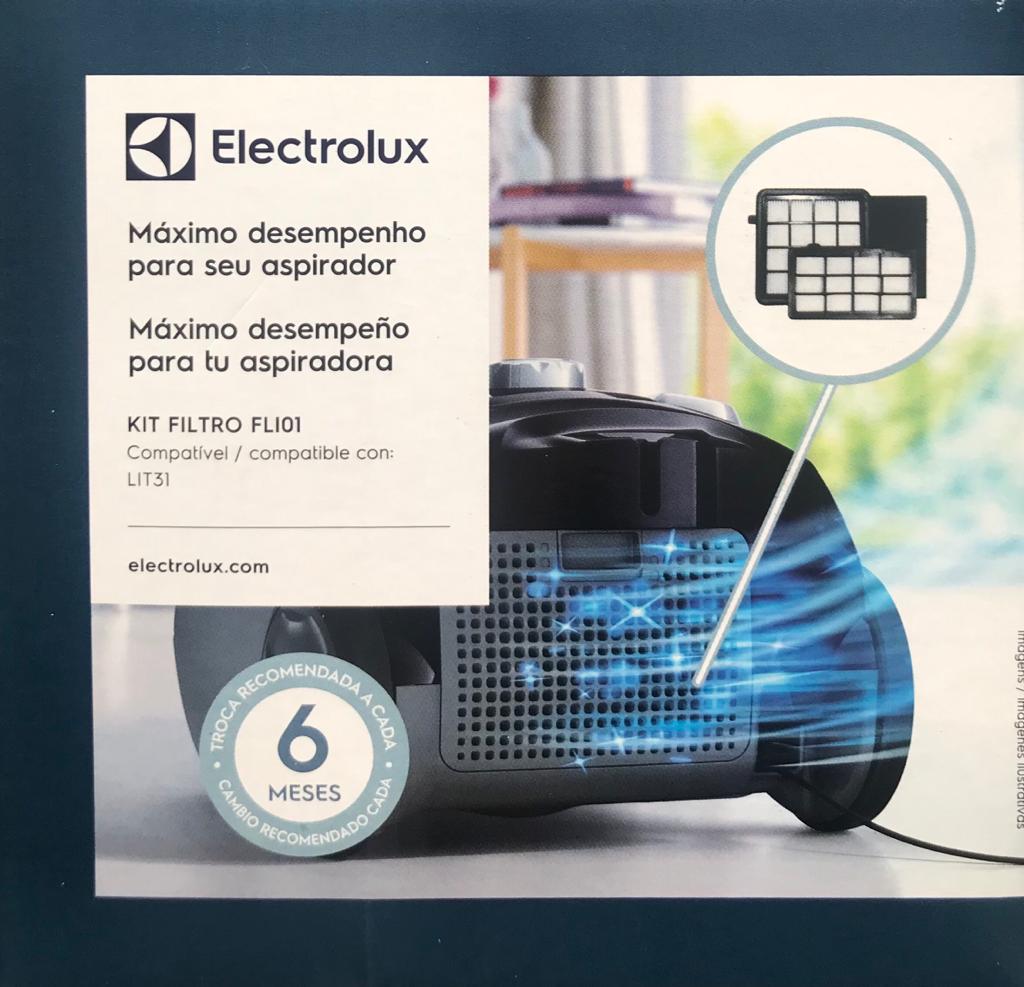 Electrolux
Máximo desempenho
para seu aspirador
Máximo desempeño
para tu aspiradora
KIT FILTRO FLI01
Compatível / compatible con:
LIT31
electrolux.com
TROCA RECOMENDADA A CADA
6
MESES
CAMBIO RECOMENDADO CADA
Imagens / Imágenes ilustrativas